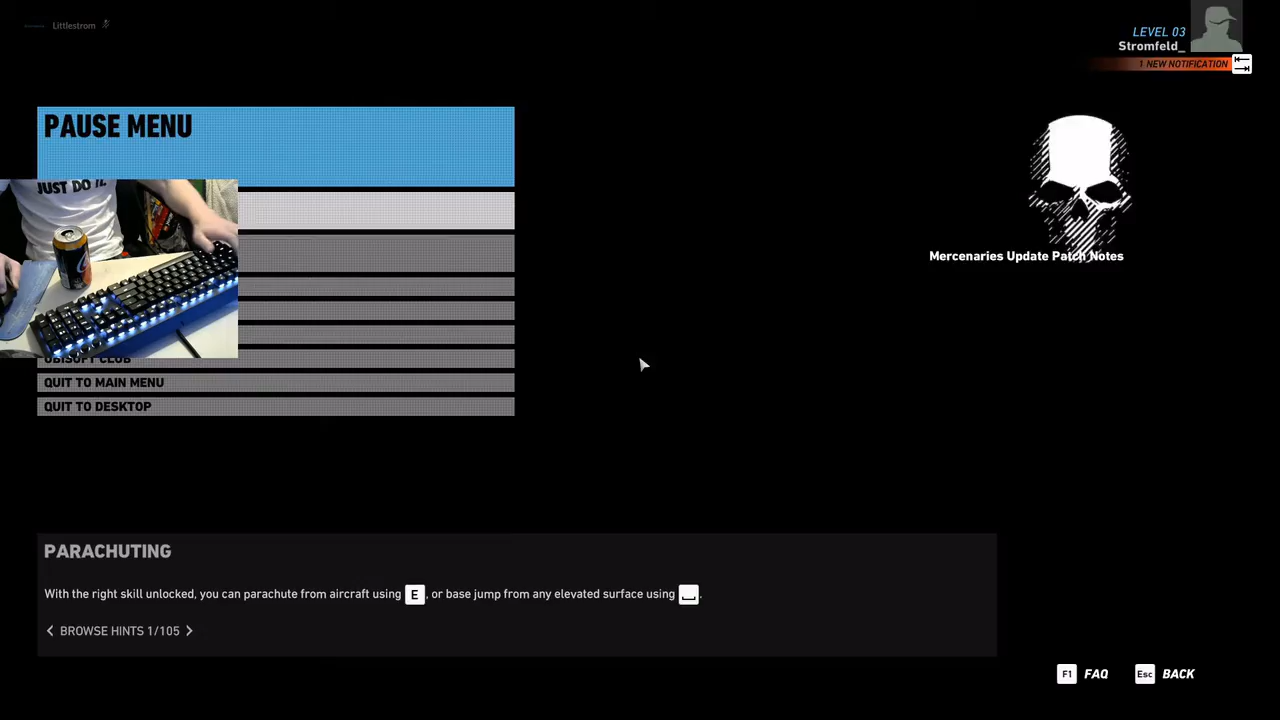 Littlestrom
LEVEL 03
Stromfeld_
1 NEW NOTIFICATION
PAUSE MENU
JUST DO IT.
Mercenaries Update Patch Notes
UBISOFT CLUB
QUIT TO MAIN MENU
QUIT TO DESKTOP
PARACHUTING
With the right skill unlocked, you can parachute from aircraft using E, or base jump from any elevated surface using .
BROWSE HINTS 1/105
F1 FAQ Esc BACK